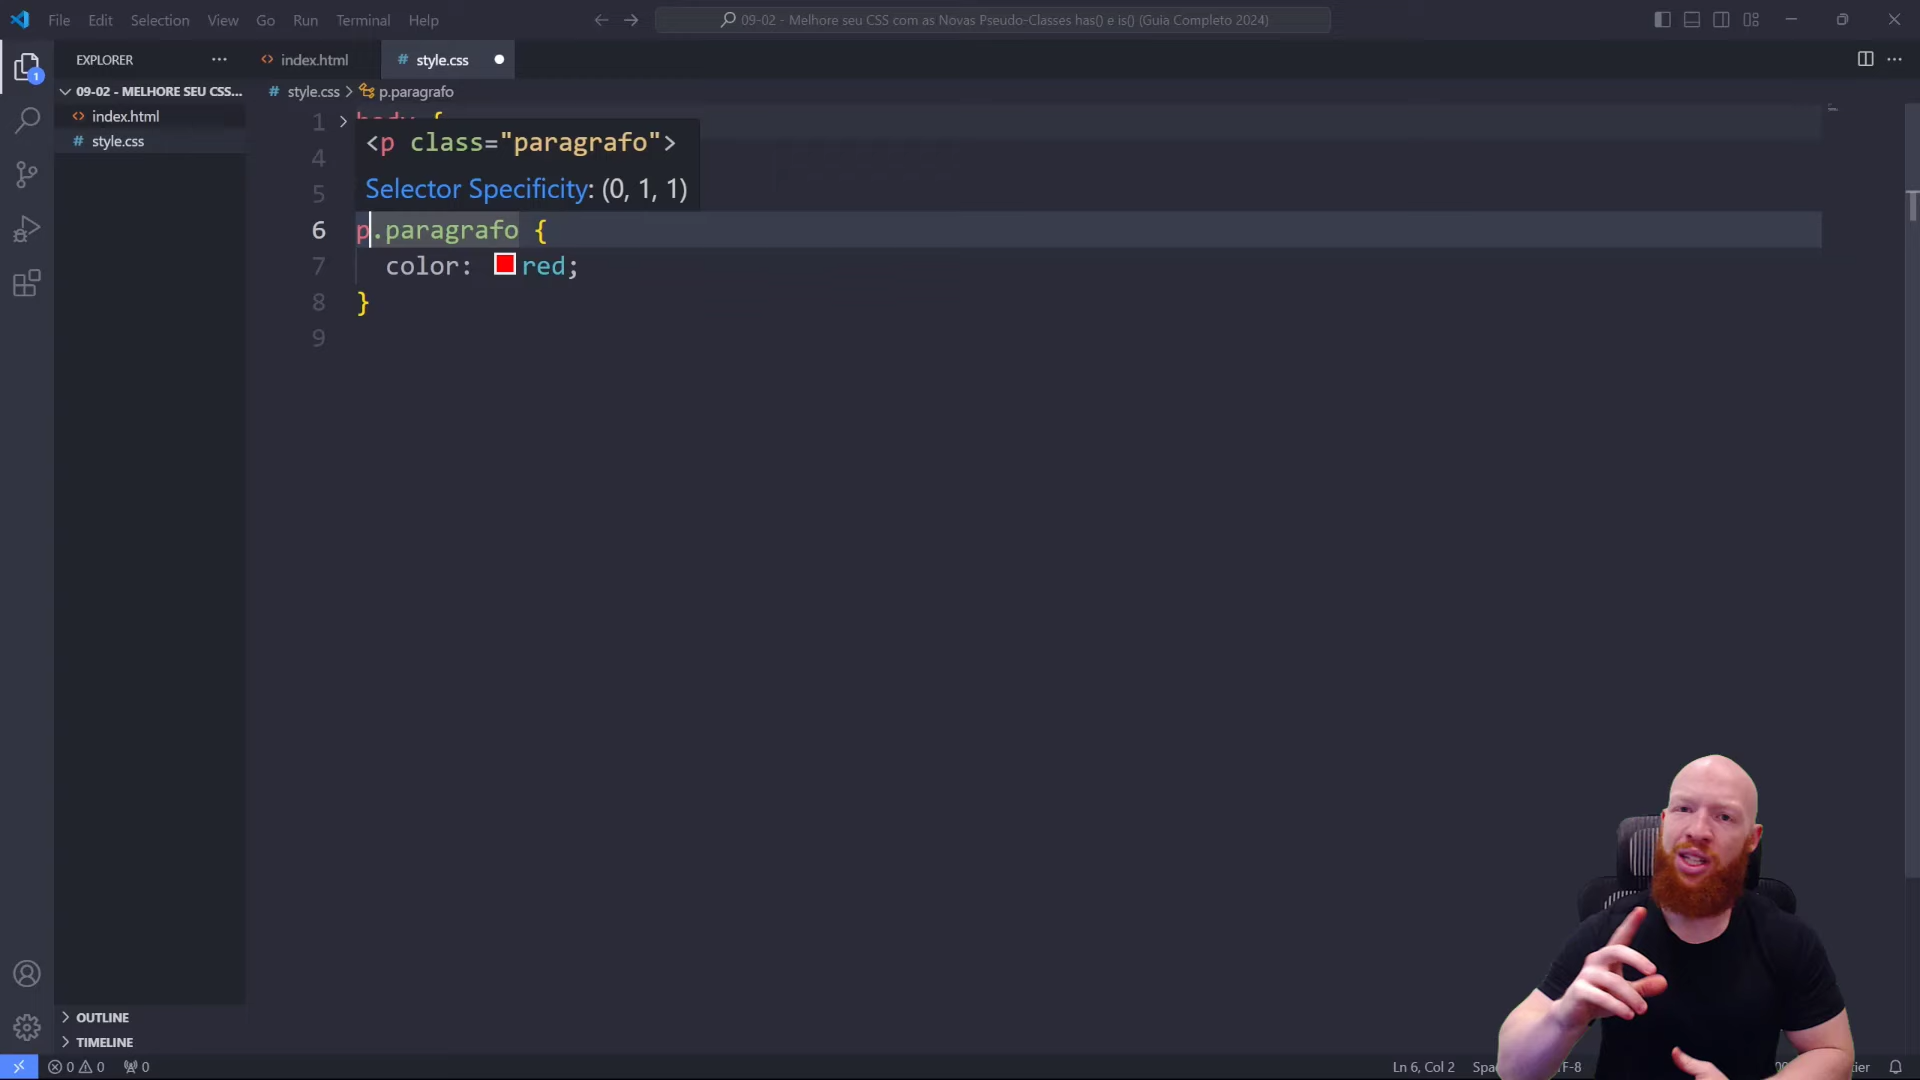 File Edit Selection View Go Run Terminal Help
09-02 - Melhore seu CSS com as Novas Pseudo-Classes has() e is() (Guia Completo 2024)
EXPLORER
index.html
# style.css
1
09-02 - MELHORE SEU CSS...
# style.css > p.paragrafo
index.html
# style.css
1 body {
<p class="paragrafo">
4
Selector Specificity: (0, 1, 1)
5
6 p.paragrafo {
7 color: red;
8 }
9
OUTLINE
TIMELINE
0 0 0
Ln 6, Col 2